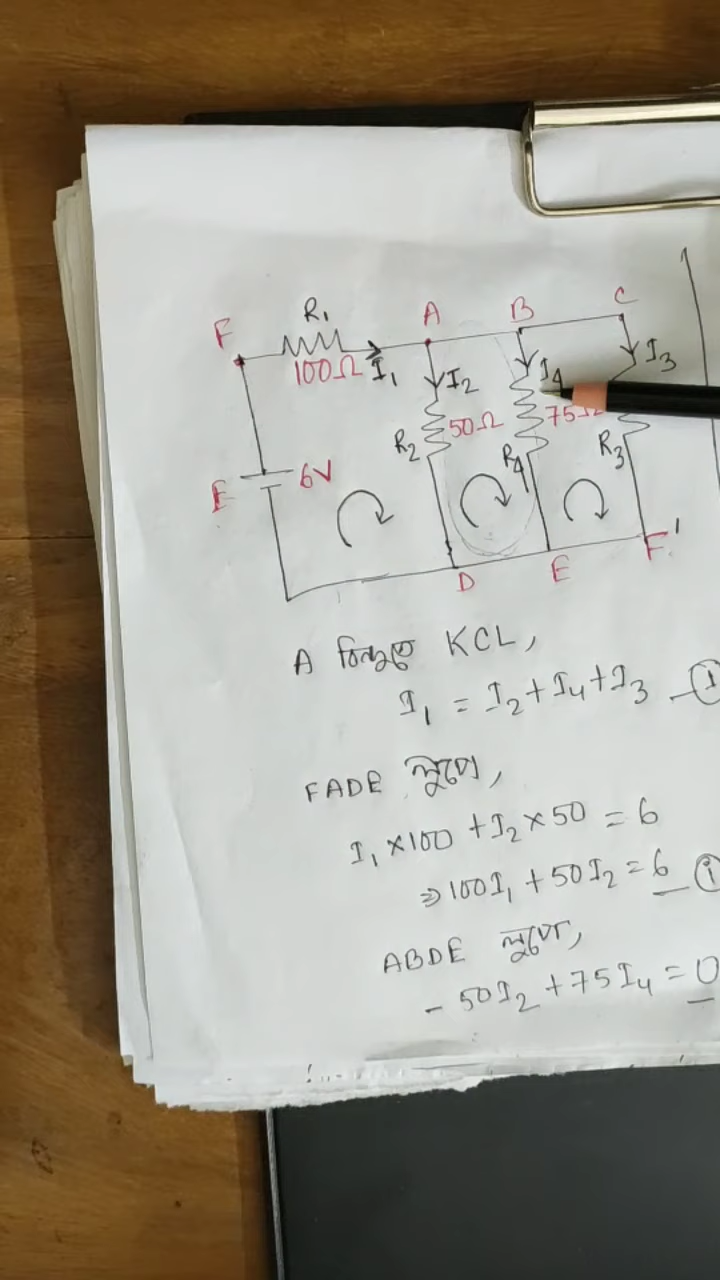 R₁
F
A
B
C
100Ω
I₁
I₂
I₄
I₃
R₂
50Ω
R₄
75Ω
R₃
E
6V
D
E
F'
A বিন্দুতে KCL,
I₁ = I₂+I₄+I₃ —
FADE লুপে,
I₁×100 +I₂×50 = 6
⇒100I₁ + 50I₂ = 6 —
ABDE লুপে,
- 50I₂ +75I₄ = 0